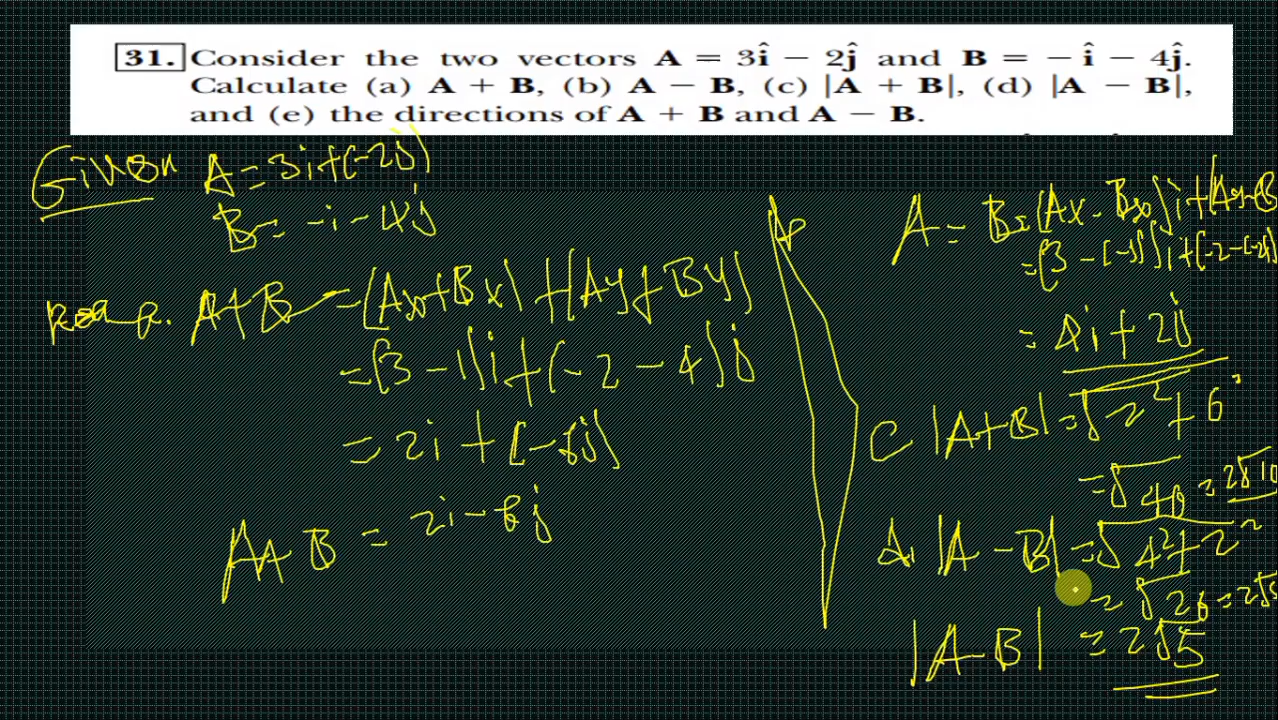 31. Consider the two vectors A = 3î − 2ĵ and B = −î − 4ĵ.
Calculate (a) A + B, (b) A − B, (c) |A + B|, (d) |A − B|,
and (e) the directions of A + B and A − B.
Given A = 3i+(-2j)
B = -i - 4j
A+B = (Ax+Bx) + (Ay+By)
= (3 - 1)i + (-2 - 4)j
= 2i + (-6j)
A+B = 2i - 6j
A = (Ax - Bx)i + (Ay-B
= (3 - (-1))i + (-2 - (-4)
= 4i + 2j
C |A+B| = √2² + 6²
= √40 = 2√10
d. |A - B| = √4² + 2²
= √20 = 2√5
|A-B| = 2√5